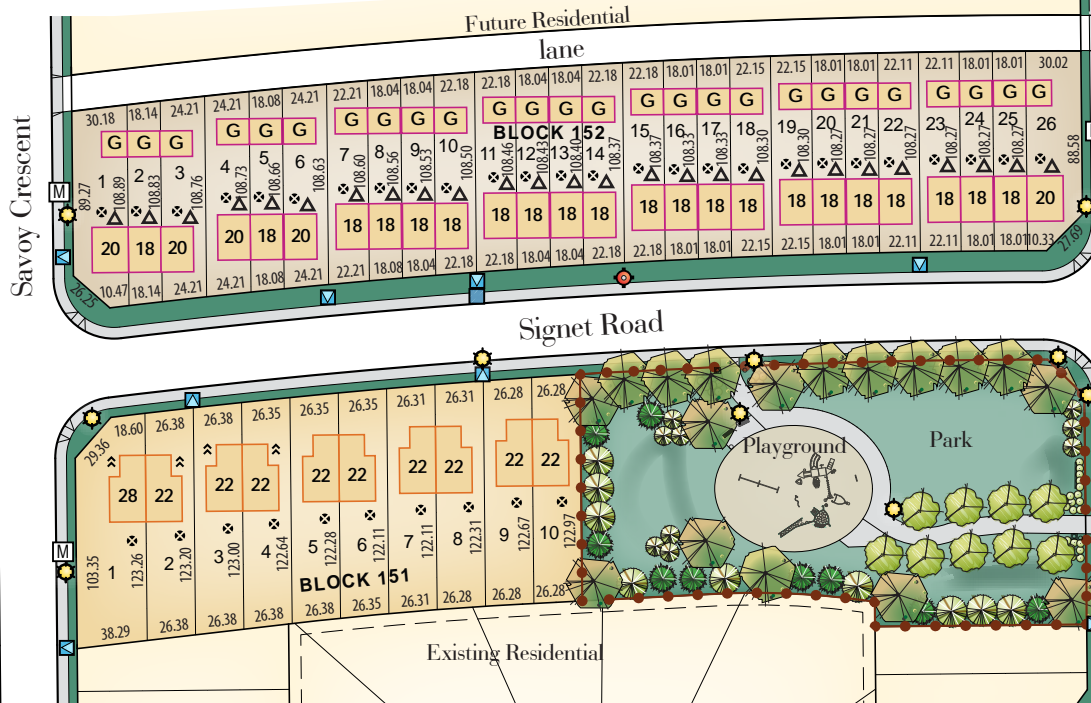 Future Residential
lane
Savoy Crescent
30.18 18.14 24.21 24.21 18.08 24.21 22.21 18.04 18.04 22.18 22.18 18.04 18.04 22.18 22.18 18.01 18.01 22.15 22.15 18.01 18.01 22.11 22.11 18.01 18.01 30.02
G G G G G G G G G G G G G G G G G G G G G G G G G G
BLOCK 152
1 2 3 4 5 6 7 8 9 10 11 12 13 14 15 16 17 18 19 20 21 22 23 24 25 26
89.27 108.89 108.83 108.76 108.73 108.66 108.63 108.60 108.56 108.53 108.50 108.46 108.43 108.40 108.37 108.37 108.33 108.33 108.30 108.30 108.27 108.27 108.27 108.27 108.27 108.27 88.58
M
20 18 20 20 18 20 18 18 18 18 18 18 18 18 18 18 18 18 18 18 18 18 18 18 18 20
26.25 10.47 18.14 24.21 24.21 18.08 24.21 22.21 18.08 18.04 22.18 22.18 18.04 18.04 22.18 22.18 18.01 18.01 22.15 22.15 18.01 18.01 22.11 22.11 18.01 18.01 10.33 27.69
Signet Road
29.36 18.60 26.38 26.38 26.35 26.35 26.35 26.31 26.31 26.28 26.28
28 22 22 22 22 22 22 22 22 22
Playground
Park
M
103.35 123.26 123.20 123.00 122.64 122.28 122.11 122.11 122.31 122.67 122.97
1 2 3 4 5 6 7 8 9 10
BLOCK 151
38.29 26.38 26.38 26.38 26.38 26.35 26.31 26.28 26.28 26.28
Existing Residential